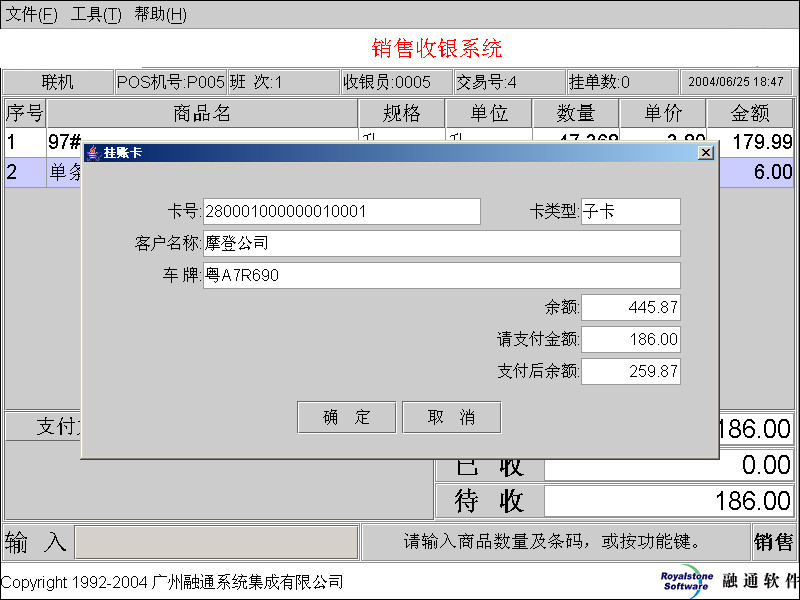 文件(F) 工具(T) 帮助(H)
销售收银系统
联机 POS机号:P005 班 次:1 收银员:0005 交易号:4 挂单数:0 2004/06/25 18:47
序号 商品名 规格 单位 数量 单价 金额
1 97# 升 升 47.368 3.80 179.99
2 单条 6.00
挂账卡
卡号: 280001000000010001 卡类型: 子卡
客户名称: 摩登公司
车 牌: 粤A7R690
余额: 445.87
请支付金额: 186.00
支付后余额: 259.87
确 定 取 消
支付 186.00
已 收 0.00
待 收 186.00
输 入 请输入商品数量及条码，或按功能键。 销售
Copyright 1992-2004 广州融通系统集成有限公司 Royalstone Software 融通软件